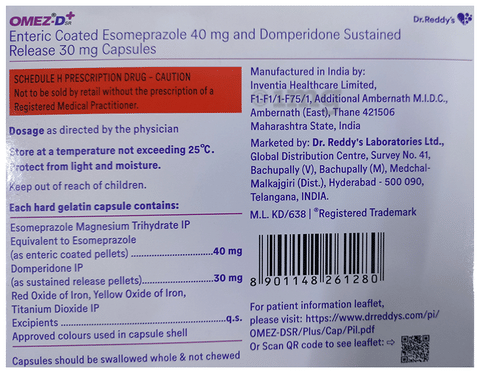 OMEZ-D+SR
Dr.Reddy's
Enteric Coated Esomeprazole 40 mg and Domperidone Sustained
Release 30 mg Capsules
SCHEDULE H PRESCRIPTION DRUG – CAUTION
Not to be sold by retail without the prescription of a
Registered Medical Practitioner.
Dosage as directed by the physician
Store at a temperature not exceeding 25°C.
Protect from light and moisture.
Keep out of reach of children.
Each hard gelatin capsule contains:
Esomeprazole Magnesium Trihydrate IP
Equivalent to Esomeprazole
(as enteric coated pellets) ........................40 mg
Domperidone IP
(as sustained release pellets)....................30 mg
Red Oxide of Iron, Yellow Oxide of Iron,
Titanium Dioxide IP
Excipients ................................................q.s.
Approved colours used in capsule shell
Capsules should be swallowed whole & not chewed
Manufactured in India by:
Inventia Healthcare Limited,
F1-F1/1-F75/1, Additional Ambernath M.I.D.C.,
Ambernath (East), Thane 421506
Maharashtra State, India
Marketed by: Dr. Reddy's Laboratories Ltd.,
Global Distribution Centre, Survey No. 41,
Bachupally (V), Bachupally (M), Medchal-
Malkajgiri (Dist.), Hyderabad - 500 090,
Telangana, INDIA.
M.L. KD/638 | ®Registered Trademark
8 901148 261280
For patient information leaflet,
please visit: https://www.drreddys.com/pi/
OMEZ-DSR/Plus/Cap/Pil.pdf
Or Scan QR code to see leaflet :–